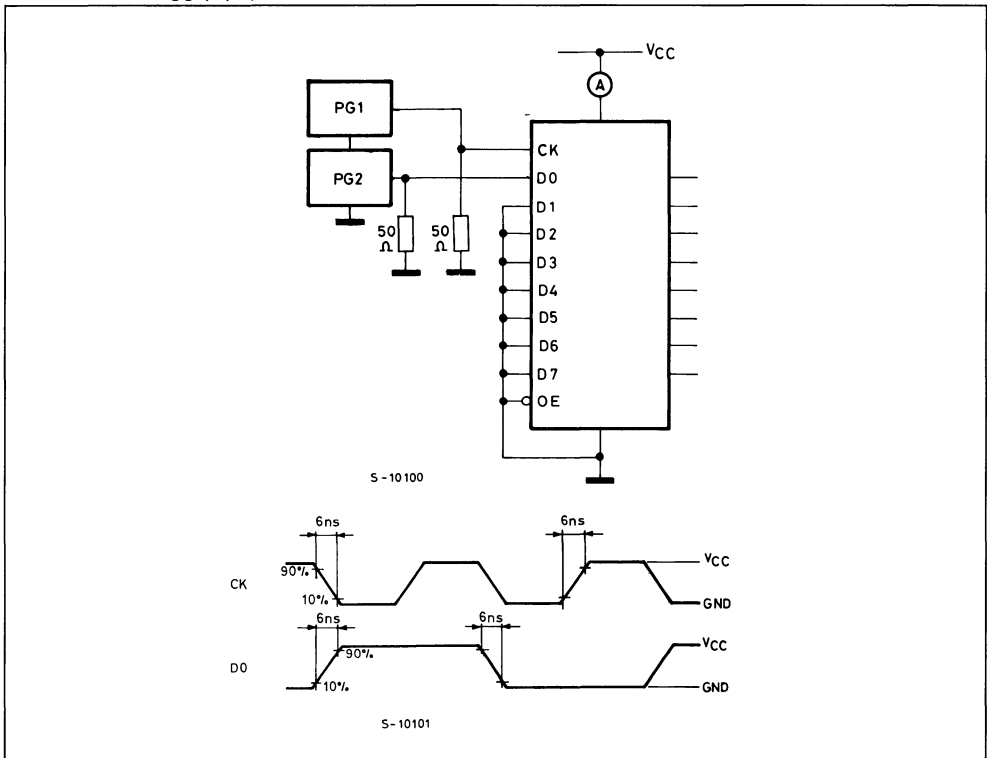 VCC
A
PG1
PG2
50
Ω
50
Ω
CK
D0
D1
D2
D3
D4
D5
D6
D7
OE
S-10100
6ns
6ns
90%
10%
CK
VCC
GND
6ns
6ns
90%
10%
D0
VCC
GND
S-10101